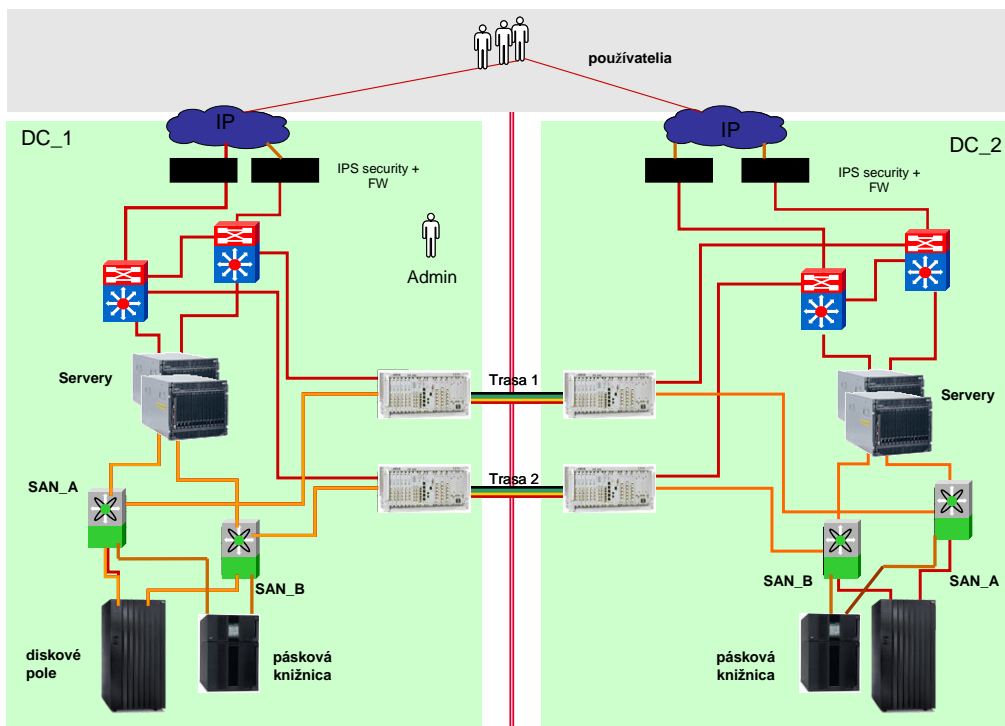 používatelia
IP
IP
DC_1
DC_2
IPS security +
FW
IPS security +
FW
Admin
Servery
Trasa 1
Servery
Trasa 2
SAN_A
SAN_B
SAN_B
SAN_A
diskové
pole
pásková
knižnica
pásková
knižnica